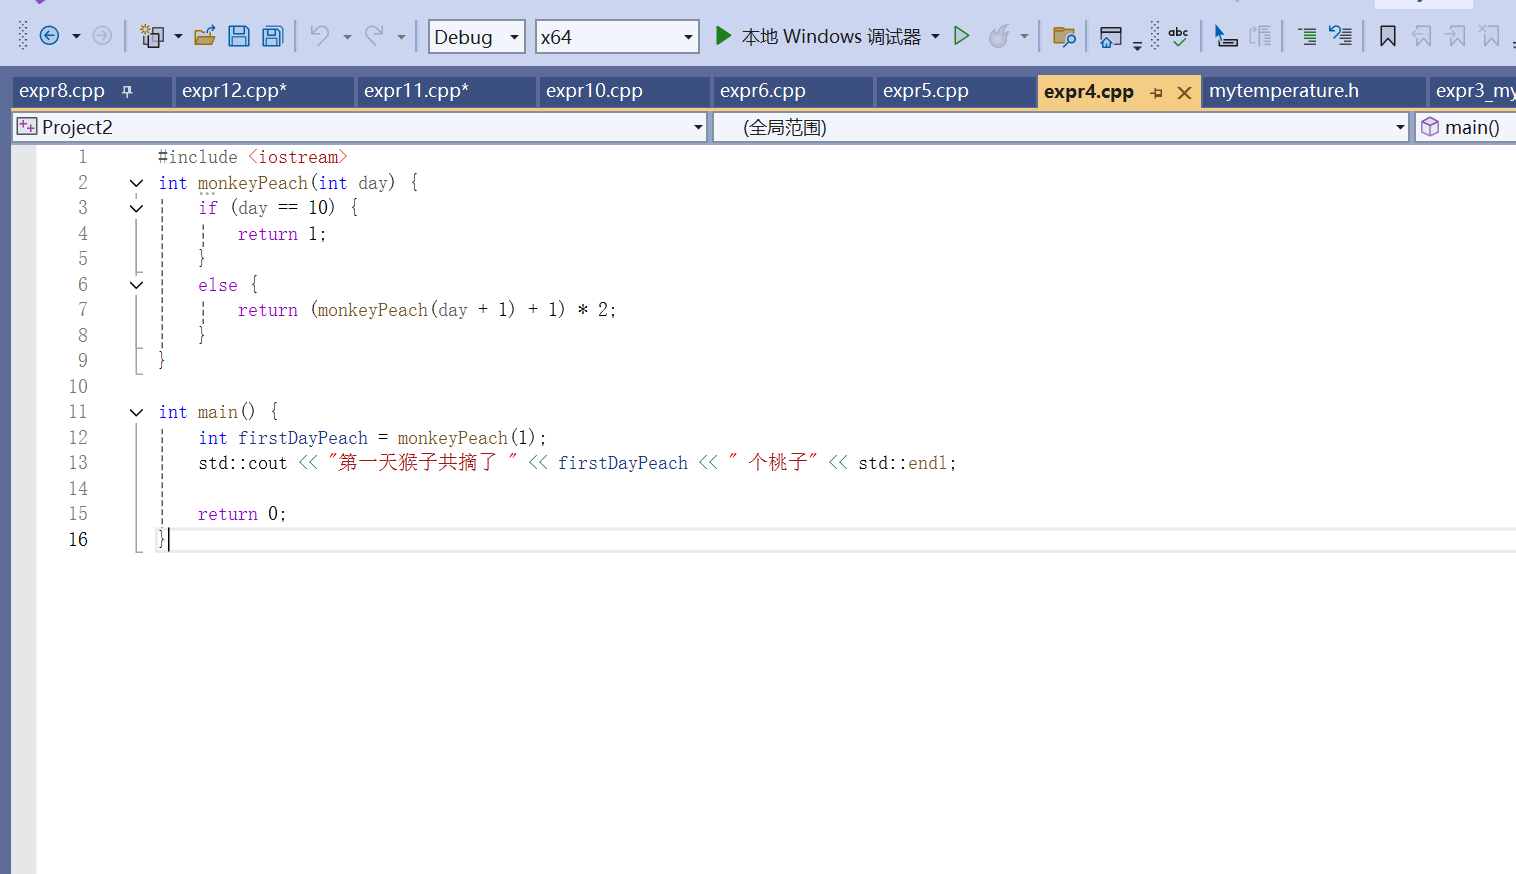 Debug x64 本地 Windows 调试器 abc
expr8.cpp expr12.cpp* expr11.cpp* expr10.cpp expr6.cpp expr5.cpp expr4.cpp mytemperature.h expr3_my
Project2 (全局范围) main()
1 #include <iostream>
2 int monkeyPeach(int day) {
3 if (day == 10) {
4 return 1;
5 }
6 else {
7 return (monkeyPeach(day + 1) + 1) * 2;
8 }
9 }
10
11 int main() {
12 int firstDayPeach = monkeyPeach(1);
13 std::cout << "第一天猴子共摘了 " << firstDayPeach << " 个桃子" << std::endl;
14
15 return 0;
16 }